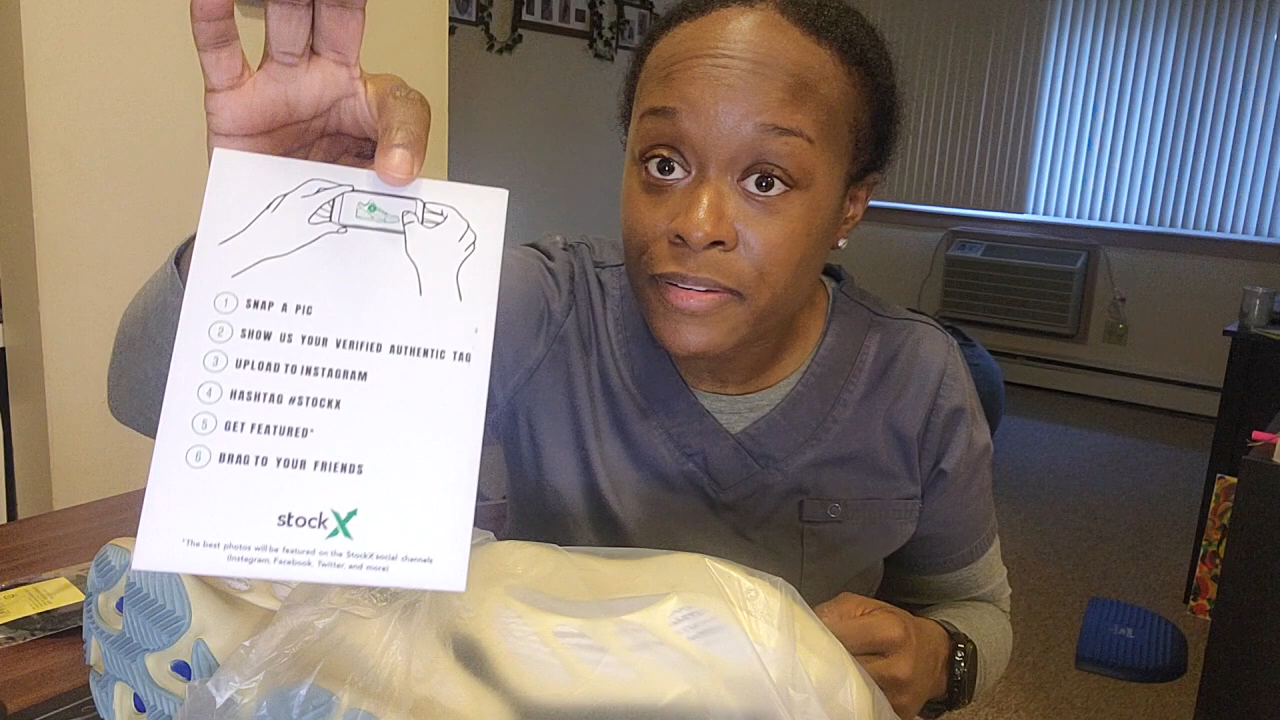 1 SNAP A PIC
2 SHOW US YOUR VERIFIED AUTHENTIC TAG
3 UPLOAD TO INSTAGRAM
4 HASHTAG #STOCKX
5 GET FEATURED*
6 BRAG TO YOUR FRIENDS
stockX
*The best photos will be featured on the StockX social channels
(Instagram, Facebook, Twitter, and more)